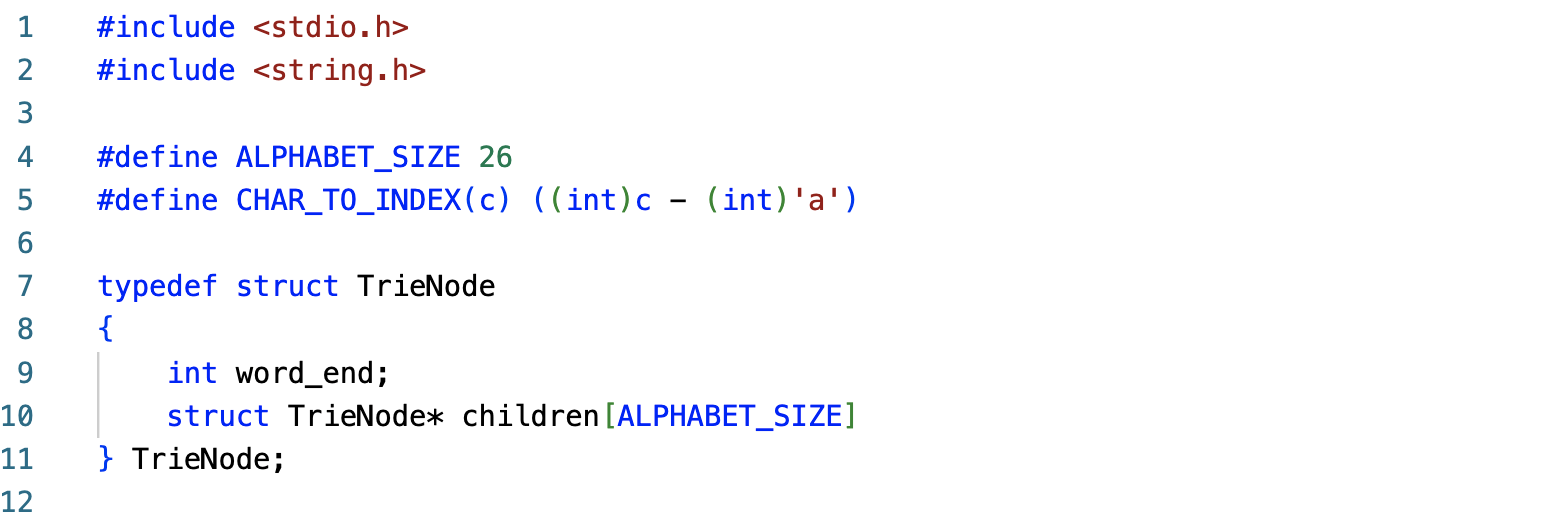 1 #include <stdio.h>
2 #include <string.h>
3
4 #define ALPHABET_SIZE 26
5 #define CHAR_TO_INDEX(c) ((int)c - (int)'a')
6
7 typedef struct TrieNode
8 {
9     int word_end;
10     struct TrieNode* children[ALPHABET_SIZE]
11 } TrieNode;
12